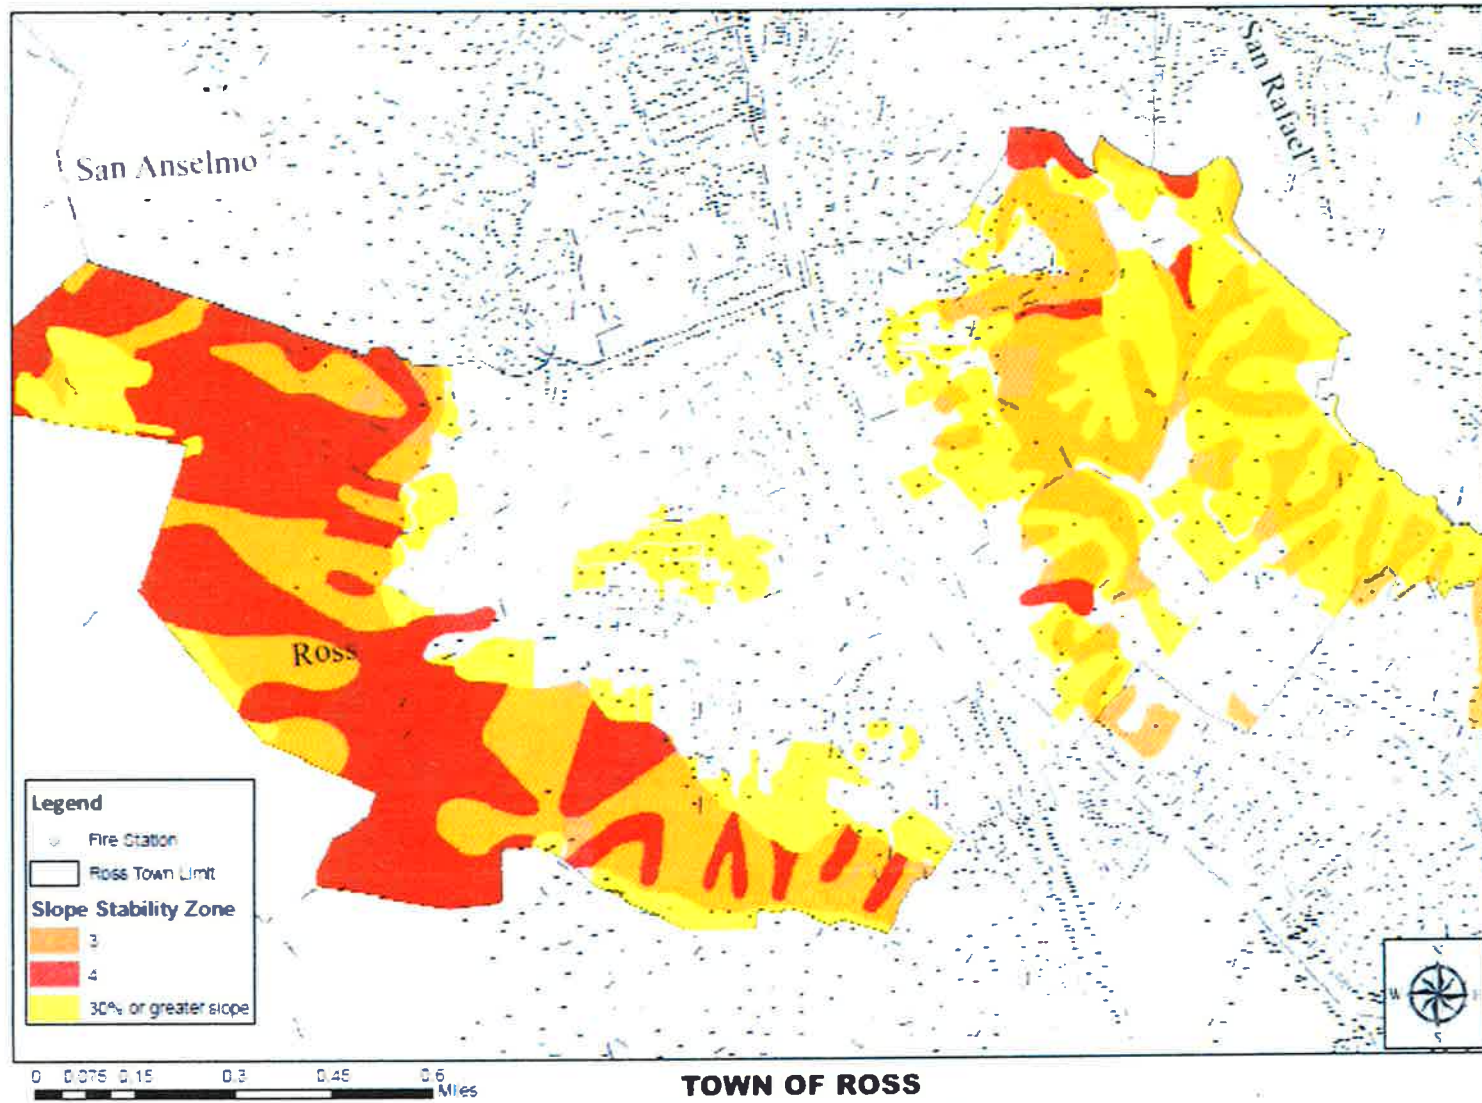 San Rafael
San Anselmo
Ross
Legend
Fire Station
Ross Town Limit
Slope Stability Zone
3
4
30% or greater slope
N
W
S
0 0.075 0.15 0.3 0.45 0.6
Miles
TOWN OF ROSS